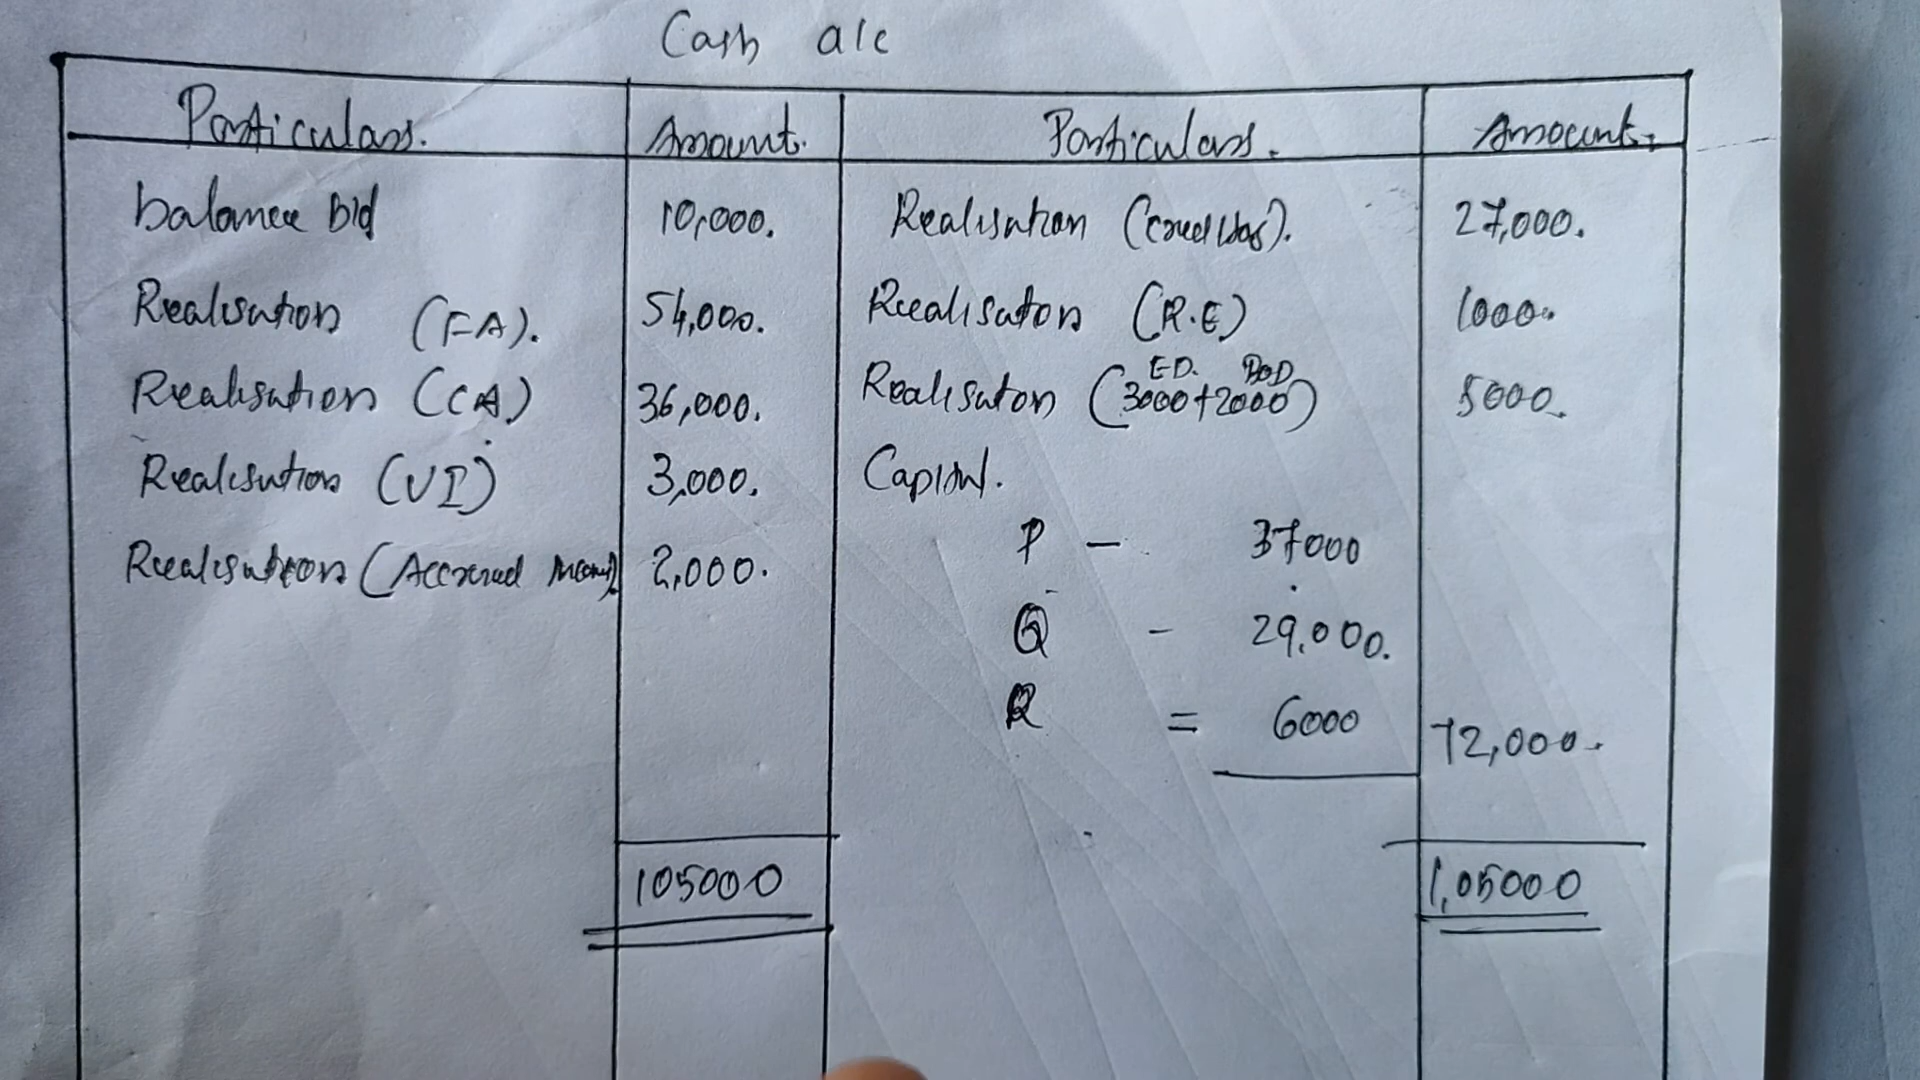 Cash a/c
Particulars. Amount. Particulars. Amount.
balance B/d 10,000. Realisation (Creditors). 27,000.
Realisation (FA). 54,000. Realisation (R.E) 1000.
Realisation (CA) 36,000. Realisation (3000+2000) 5000.
E.D. BOD
Realisation (VI) 3,000. Capital.
P - 37000
Realisation (Accrued Income) 2,000.
Q - 29,000.
R = 6000 72,000.
105000 1,05000